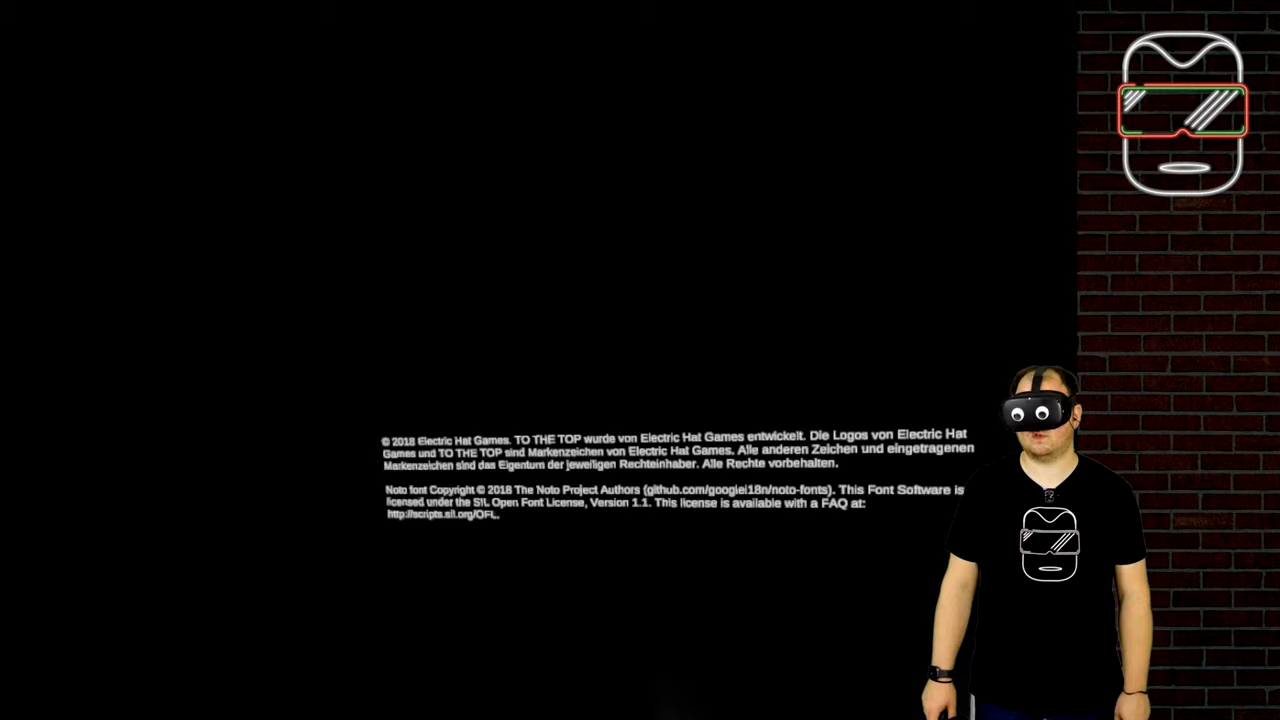 © 2018 Electric Hat Games. TO THE TOP wurde von Electric Hat Games entwickelt. Die Logos von Electric Hat
Games und TO THE TOP sind Markenzeichen von Electric Hat Games. Alle anderen Zeichen und eingetragenen
Markenzeichen sind das Eigentum der jeweiligen Rechteinhaber. Alle Rechte vorbehalten.
Noto font Copyright © 2018 The Noto Project Authors (github.com/googlei18n/noto-fonts). This Font Software is
licensed under the SIL Open Font License, Version 1.1. This license is available with a FAQ at:
http://scripts.sil.org/OFL.